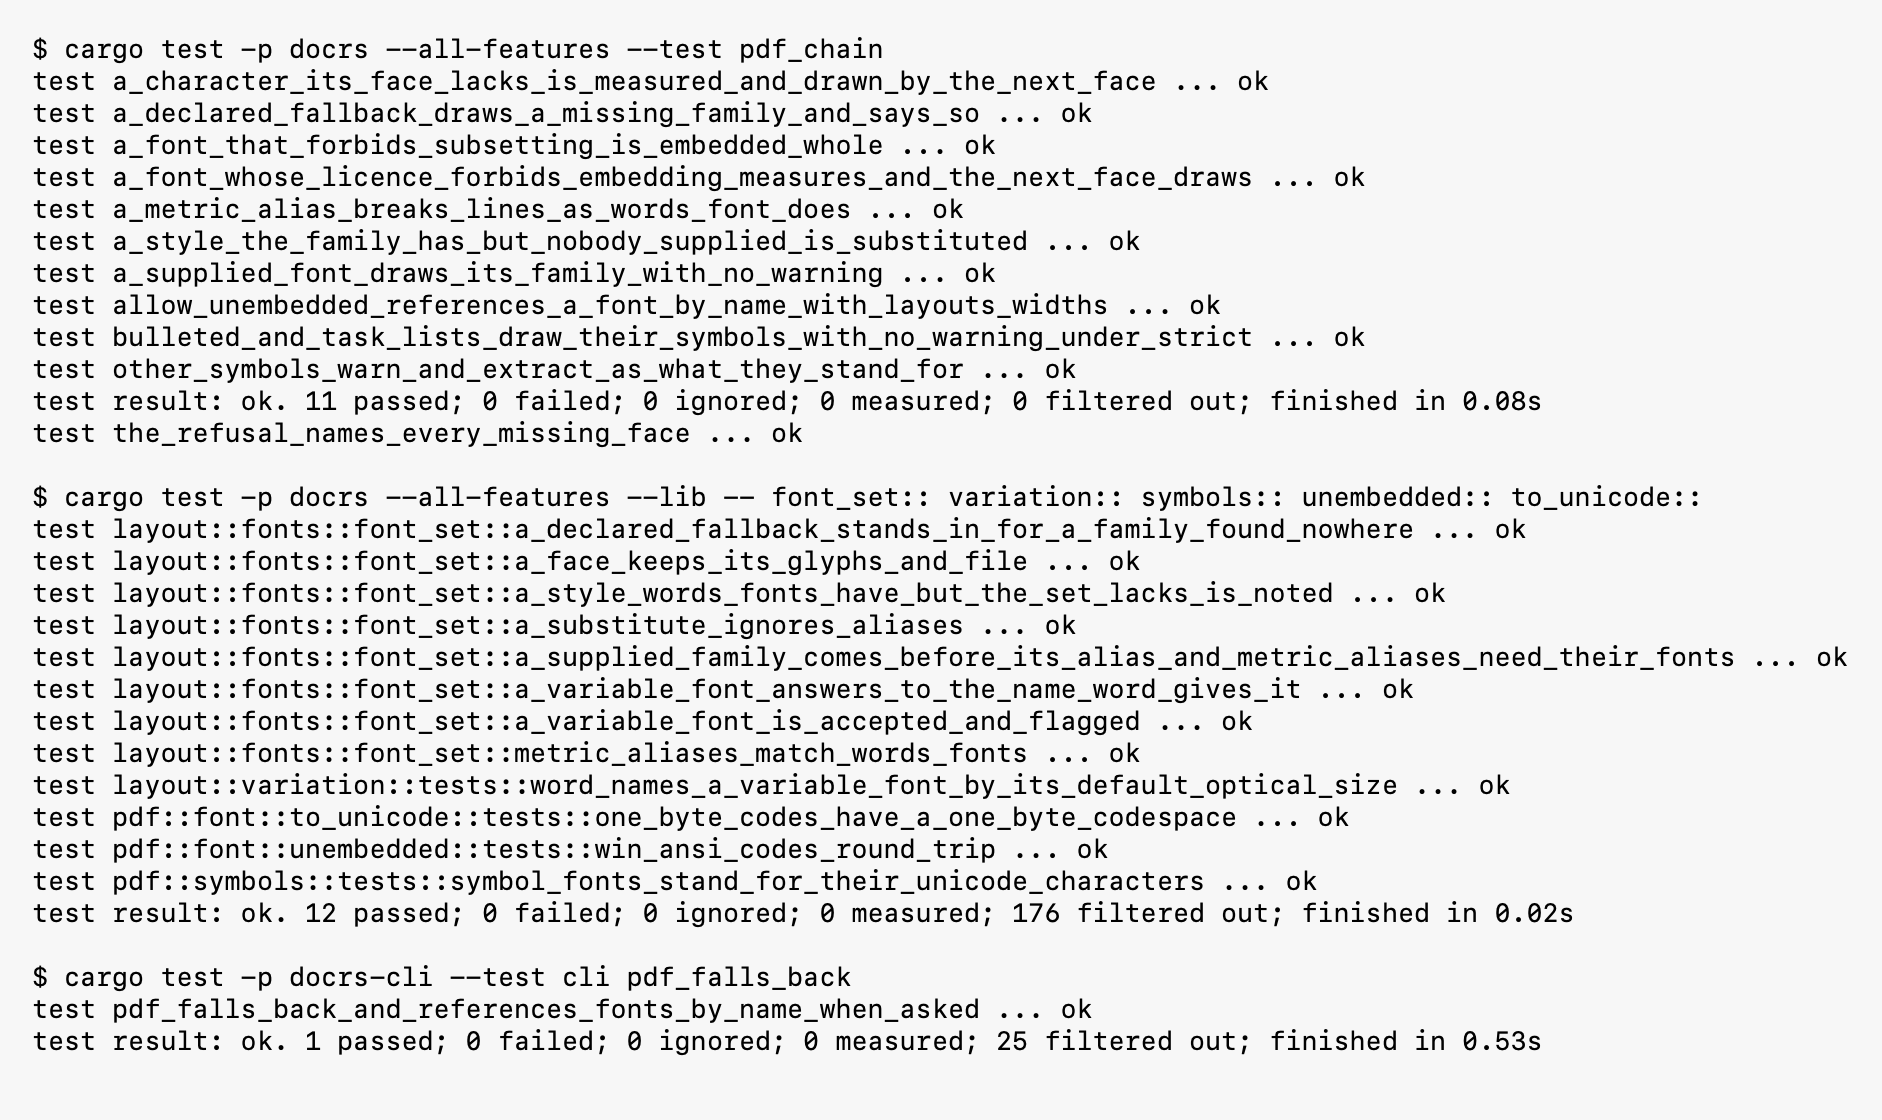 $ cargo test -p docrs --all-features --test pdf_chain
test a_character_its_face_lacks_is_measured_and_drawn_by_the_next_face ... ok
test a_declared_fallback_draws_a_missing_family_and_says_so ... ok
test a_font_that_forbids_subsetting_is_embedded_whole ... ok
test a_font_whose_licence_forbids_embedding_measures_and_the_next_face_draws ... ok
test a_metric_alias_breaks_lines_as_words_font_does ... ok
test a_style_the_family_has_but_nobody_supplied_is_substituted ... ok
test a_supplied_font_draws_its_family_with_no_warning ... ok
test allow_unembedded_references_a_font_by_name_with_layouts_widths ... ok
test bulleted_and_task_lists_draw_their_symbols_with_no_warning_under_strict ... ok
test other_symbols_warn_and_extract_as_what_they_stand_for ... ok
test result: ok. 11 passed; 0 failed; 0 ignored; 0 measured; 0 filtered out; finished in 0.08s
test the_refusal_names_every_missing_face ... ok

$ cargo test -p docrs --all-features --lib -- font_set:: variation:: symbols:: unembedded:: to_unicode::
test layout::fonts::font_set::a_declared_fallback_stands_in_for_a_family_found_nowhere ... ok
test layout::fonts::font_set::a_face_keeps_its_glyphs_and_file ... ok
test layout::fonts::font_set::a_style_words_fonts_have_but_the_set_lacks_is_noted ... ok
test layout::fonts::font_set::a_substitute_ignores_aliases ... ok
test layout::fonts::font_set::a_supplied_family_comes_before_its_alias_and_metric_aliases_need_their_fonts ... ok
test layout::fonts::font_set::a_variable_font_answers_to_the_name_word_gives_it ... ok
test layout::fonts::font_set::a_variable_font_is_accepted_and_flagged ... ok
test layout::fonts::font_set::metric_aliases_match_words_fonts ... ok
test layout::variation::tests::word_names_a_variable_font_by_its_default_optical_size ... ok
test pdf::font::to_unicode::tests::one_byte_codes_have_a_one_byte_codespace ... ok
test pdf::font::unembedded::tests::win_ansi_codes_round_trip ... ok
test pdf::symbols::tests::symbol_fonts_stand_for_their_unicode_characters ... ok
test result: ok. 12 passed; 0 failed; 0 ignored; 0 measured; 176 filtered out; finished in 0.02s

$ cargo test -p docrs-cli --test cli pdf_falls_back
test pdf_falls_back_and_references_fonts_by_name_when_asked ... ok
test result: ok. 1 passed; 0 failed; 0 ignored; 0 measured; 25 filtered out; finished in 0.53s